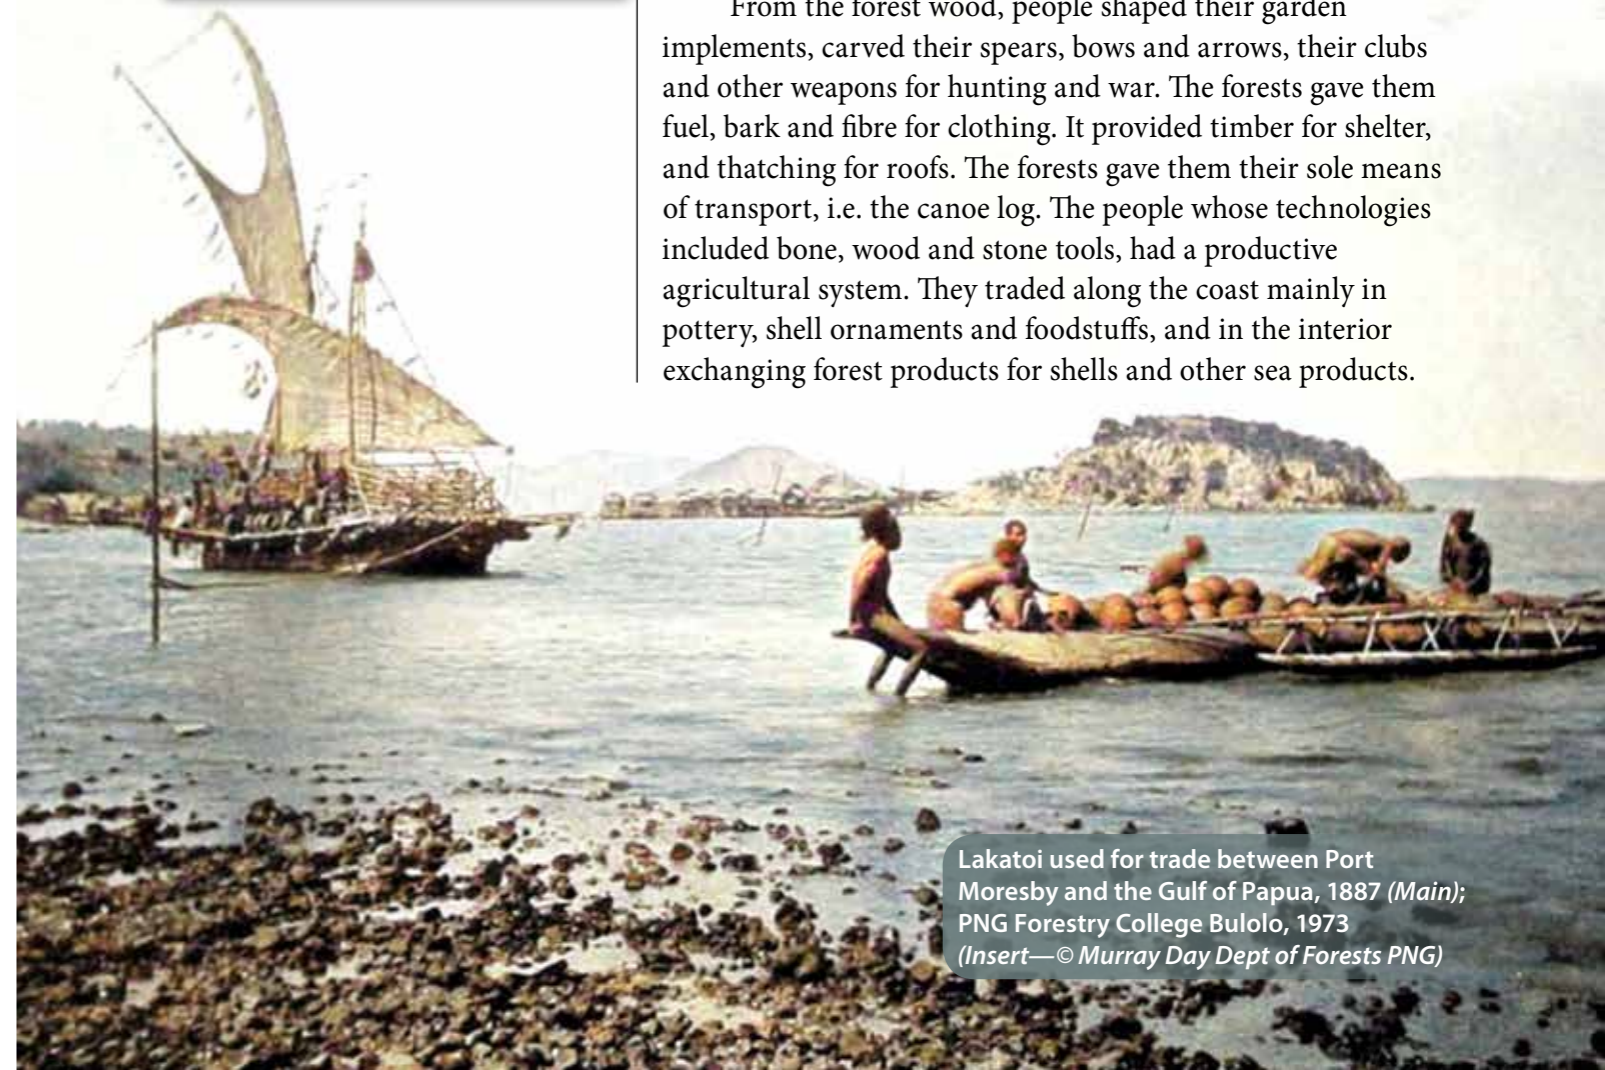 From the forest wood, people shaped their garden
implements, carved their spears, bows and arrows, their clubs
and other weapons for hunting and war. The forests gave them
fuel, bark and fibre for clothing. It provided timber for shelter,
and thatching for roofs. The forests gave them their sole means
of transport, i.e. the canoe log. The people whose technologies
included bone, wood and stone tools, had a productive
agricultural system. They traded along the coast mainly in
pottery, shell ornaments and foodstuffs, and in the interior
exchanging forest products for shells and other sea products.
Lakatoi used for trade between Port
Moresby and the Gulf of Papua, 1887 (Main);
PNG Forestry College Bulolo, 1973
(Insert—© Murray Day Dept of Forests PNG)